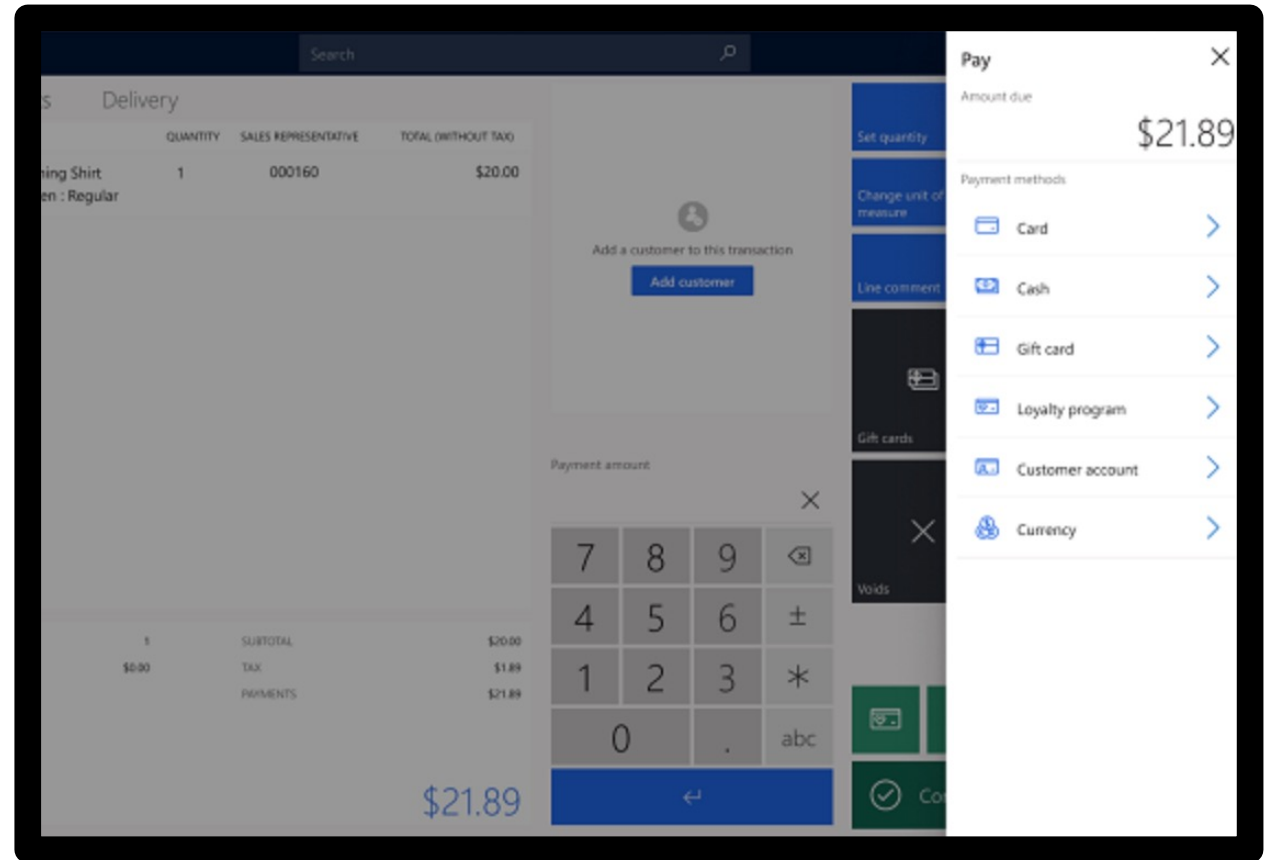 Search
Delivery
QUANTITY SALES REPRESENTATIVE TOTAL (WITHOUT TAX)
Shirt 1 000160 $20.00
: Regular
Add a customer to this transaction
Add customer
Payment amount
7 8 9
4 5 6 ±
1 2 3 *
0 . abc
1 SUBTOTAL $20.00
$0.00 TAX $1.89
PAYMENTS $21.89
$21.89
Set quantity
Change unit of
measure
Line comment
Gift cards
Voids
Pay
Amount due
$21.89
Payment methods
Card
Cash
Gift card
Loyalty program
Customer account
Currency